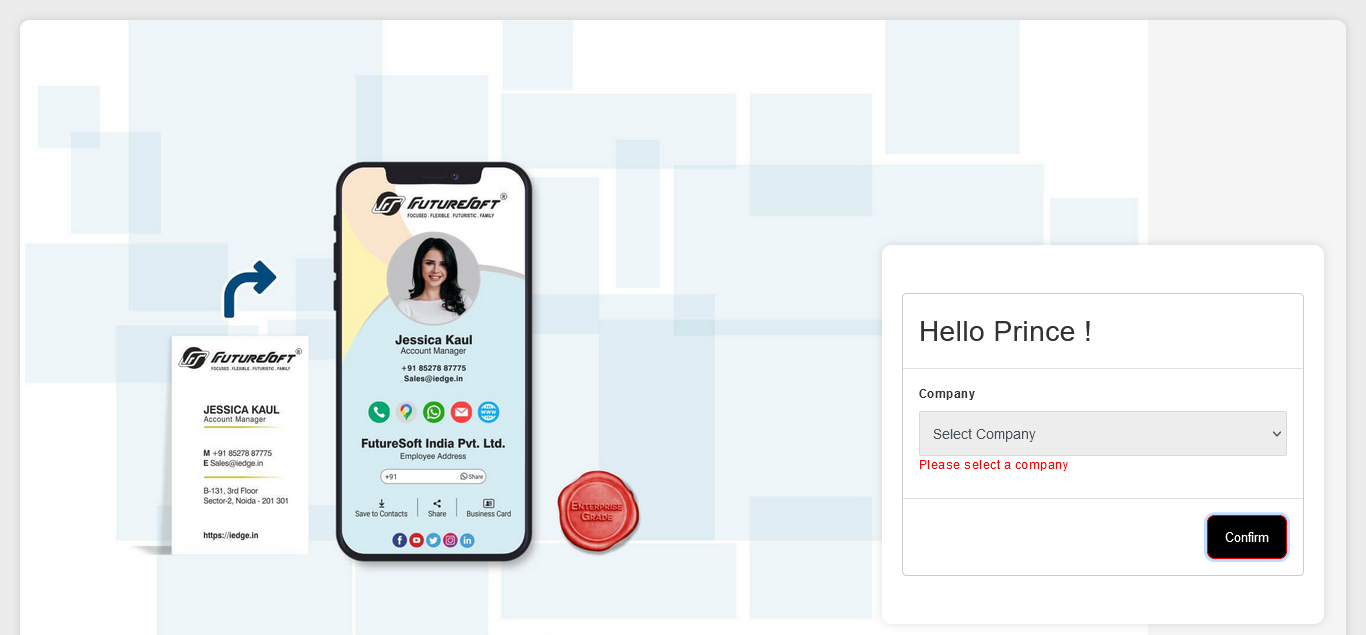 FUTURESOFT®
FOCUSED . FLEXIBLE . FUTURISTIC . FAMILY
JESSICA KAUL
Account Manager
M +91 85278 87775
E Sales@iedge.in
B-131, 3rd Floor
Sector-2, Noida - 201 301
https://iedge.in
FUTURESOFT®
FOCUSED . FLEXIBLE . FUTURISTIC . FAMILY
Jessica Kaul
Account Manager
+91 85278 87775
Sales@iedge.in
WWW
FutureSoft India Pvt. Ltd.
Employee Address
+91 Share
Save to Contacts Share Business Card
ENTERPRISE
GRADE
Hello Prince !
Company
Select Company
Please select a company
Confirm